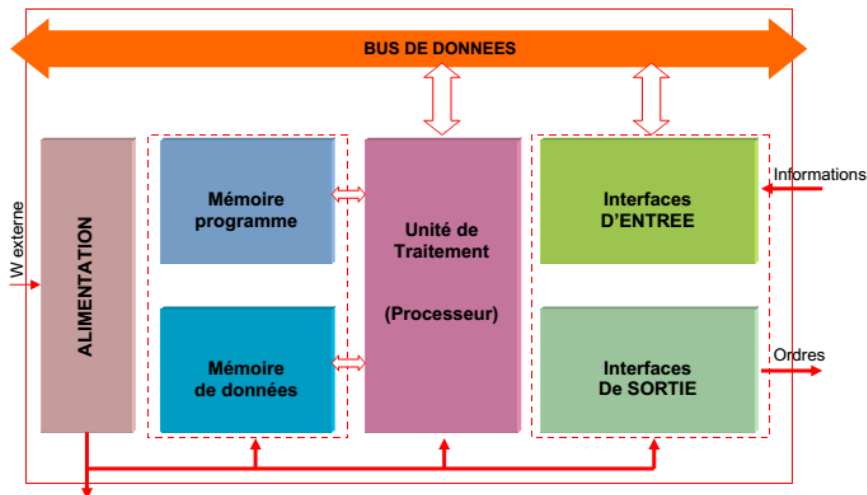 BUS DE DONNEES
W externe
ALIMENTATION
Mémoire
programme
Mémoire
de données
Unité de
Traitement
(Processeur)
Interfaces
D'ENTREE
Interfaces
De SORTIE
Informations
Ordres